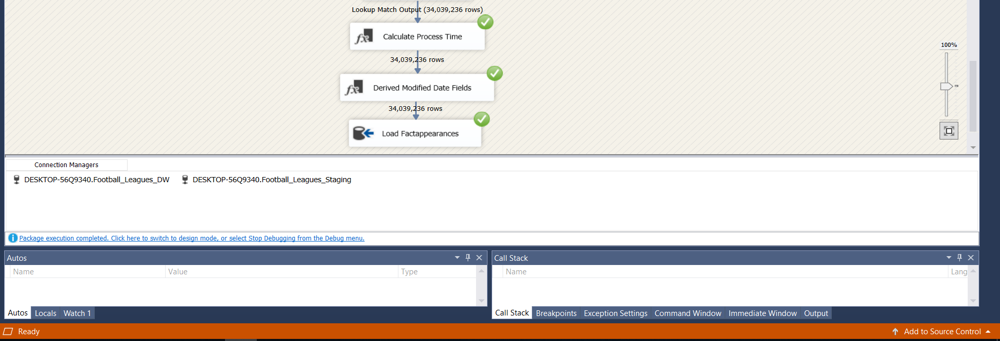 Lookup Match Output (34,039,236 rows)
Calculate Process Time
34,039,236 rows
Derived Modified Date Fields
34,039,236 rows
Load Factappearances
100%
Connection Managers
DESKTOP-56Q9340.Football_Leagues_DW
DESKTOP-56Q9340.Football_Leagues_Staging
Package execution completed. Click here to switch to design mode, or select Stop Debugging from the Debug menu.
Autos
Name Value Type
Autos Locals Watch 1
Call Stack
Name Lang
Call Stack Breakpoints Exception Settings Command Window Immediate Window Output
Ready
Add to Source Control